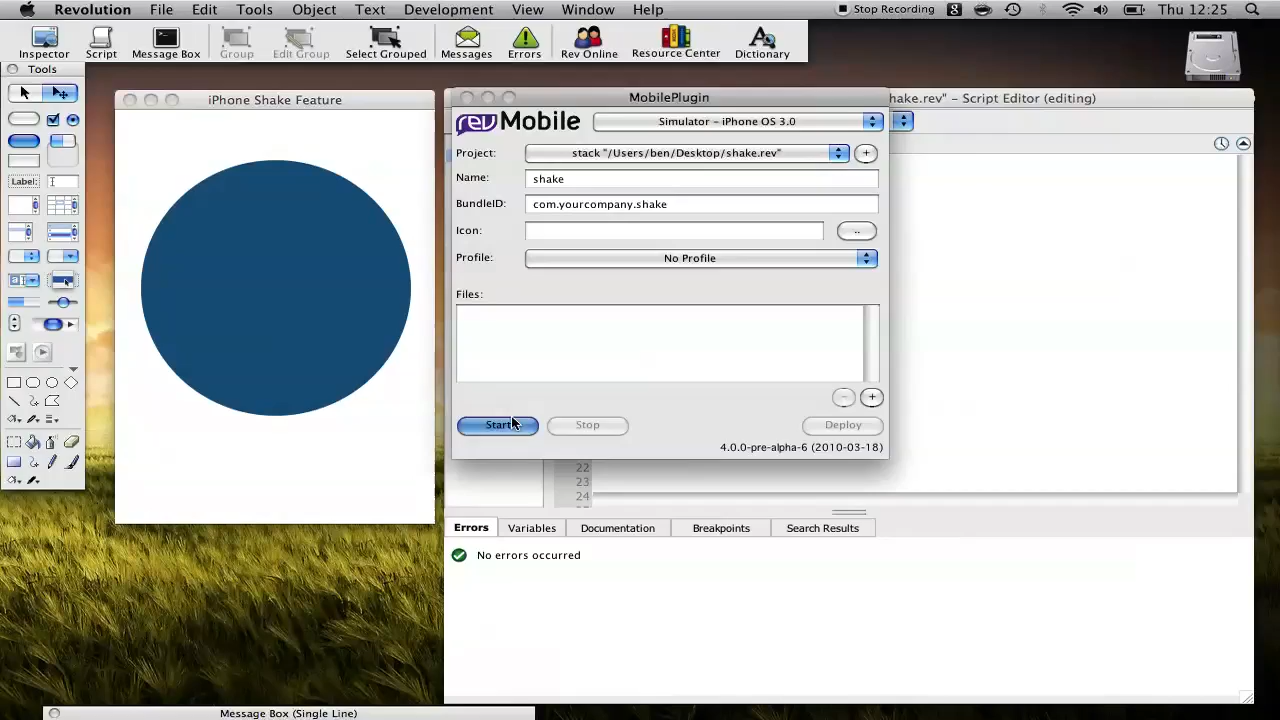 Revolution File Edit Tools Object Text Development View Window Help Stop Recording Thu 12:25
Inspector Script Message Box Group Edit Group Select Grouped Messages Errors Rev Online Resource Center Dictionary
Tools
Label:
iPhone Shake Feature
MobilePlugin
hake.rev" – Script Editor (editing)
revMobile Simulator – iPhone OS 3.0
Project: stack "/Users/ben/Desktop/shake.rev" +
Name: shake
BundleID: com.yourcompany.shake
Icon: ..
Profile: No Profile
Files:
– +
Start Stop Deploy
4.0.0-pre-alpha-6 (2010-03-18)
22
23
24
Errors Variables Documentation Breakpoints Search Results
No errors occurred
Message Box (Single Line)